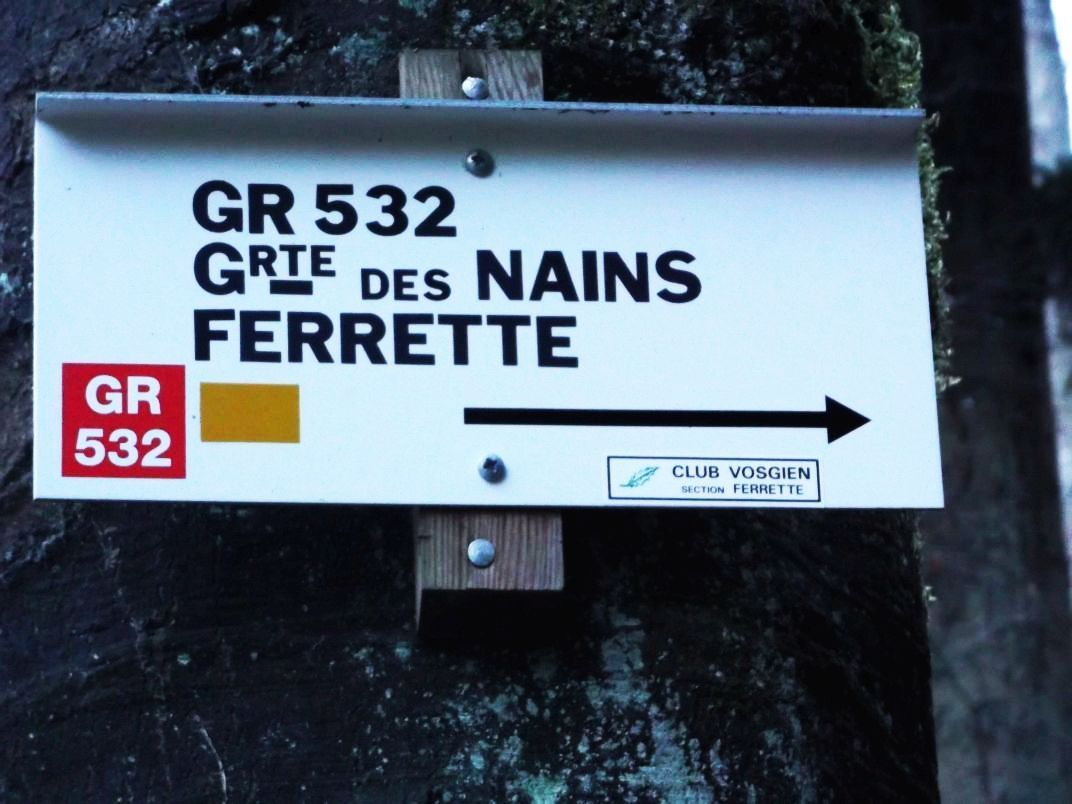 GR 532
GRTE DES NAINS
FERRETTE
GR
532
CLUB VOSGIEN
SECTION FERRETTE